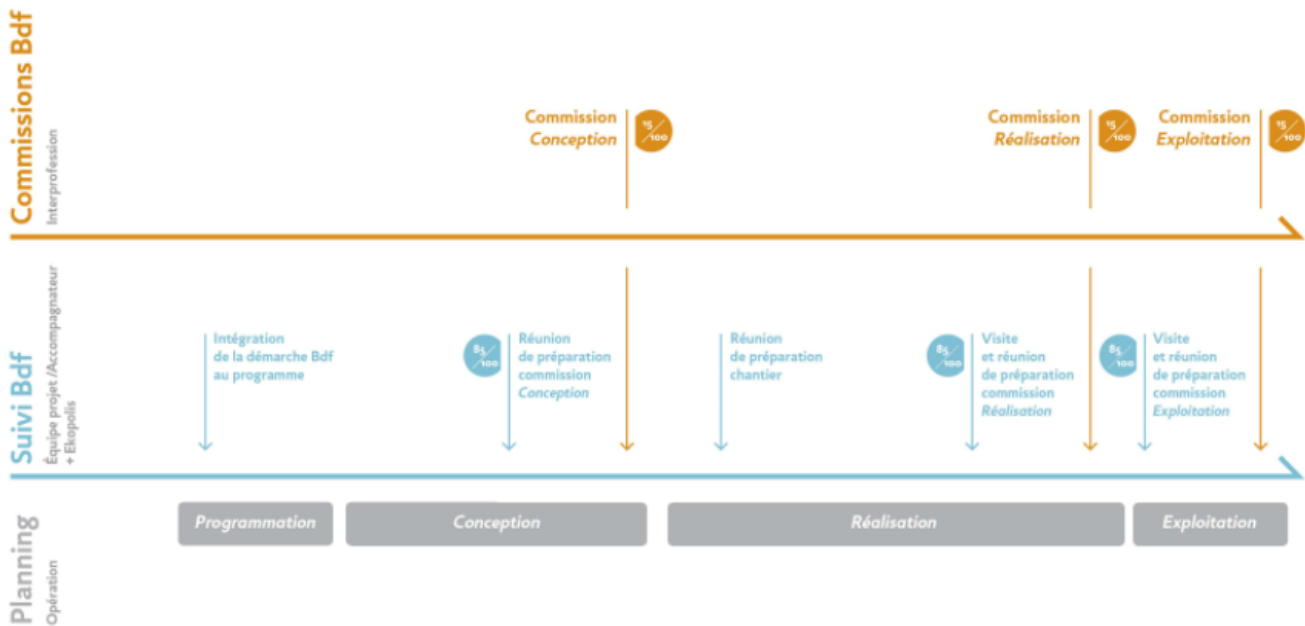 Commissions Bdf
Interprofession
Commission
Conception
15/100
Commission
Réalisation
15/100
Commission
Exploitation
15/100
Suivi Bdf
Équipe projet /Accompagnateur
+ Ekopolis
Intégration
de la démarche Bdf
au programme
85/100
Réunion
de préparation
commission
Conception
Réunion
de préparation
chantier
85/100
Visite
et réunion
de préparation
commission
Réalisation
85/100
Visite
et réunion
de préparation
commission
Exploitation
Planning
Opération
Programmation
Conception
Réalisation
Exploitation